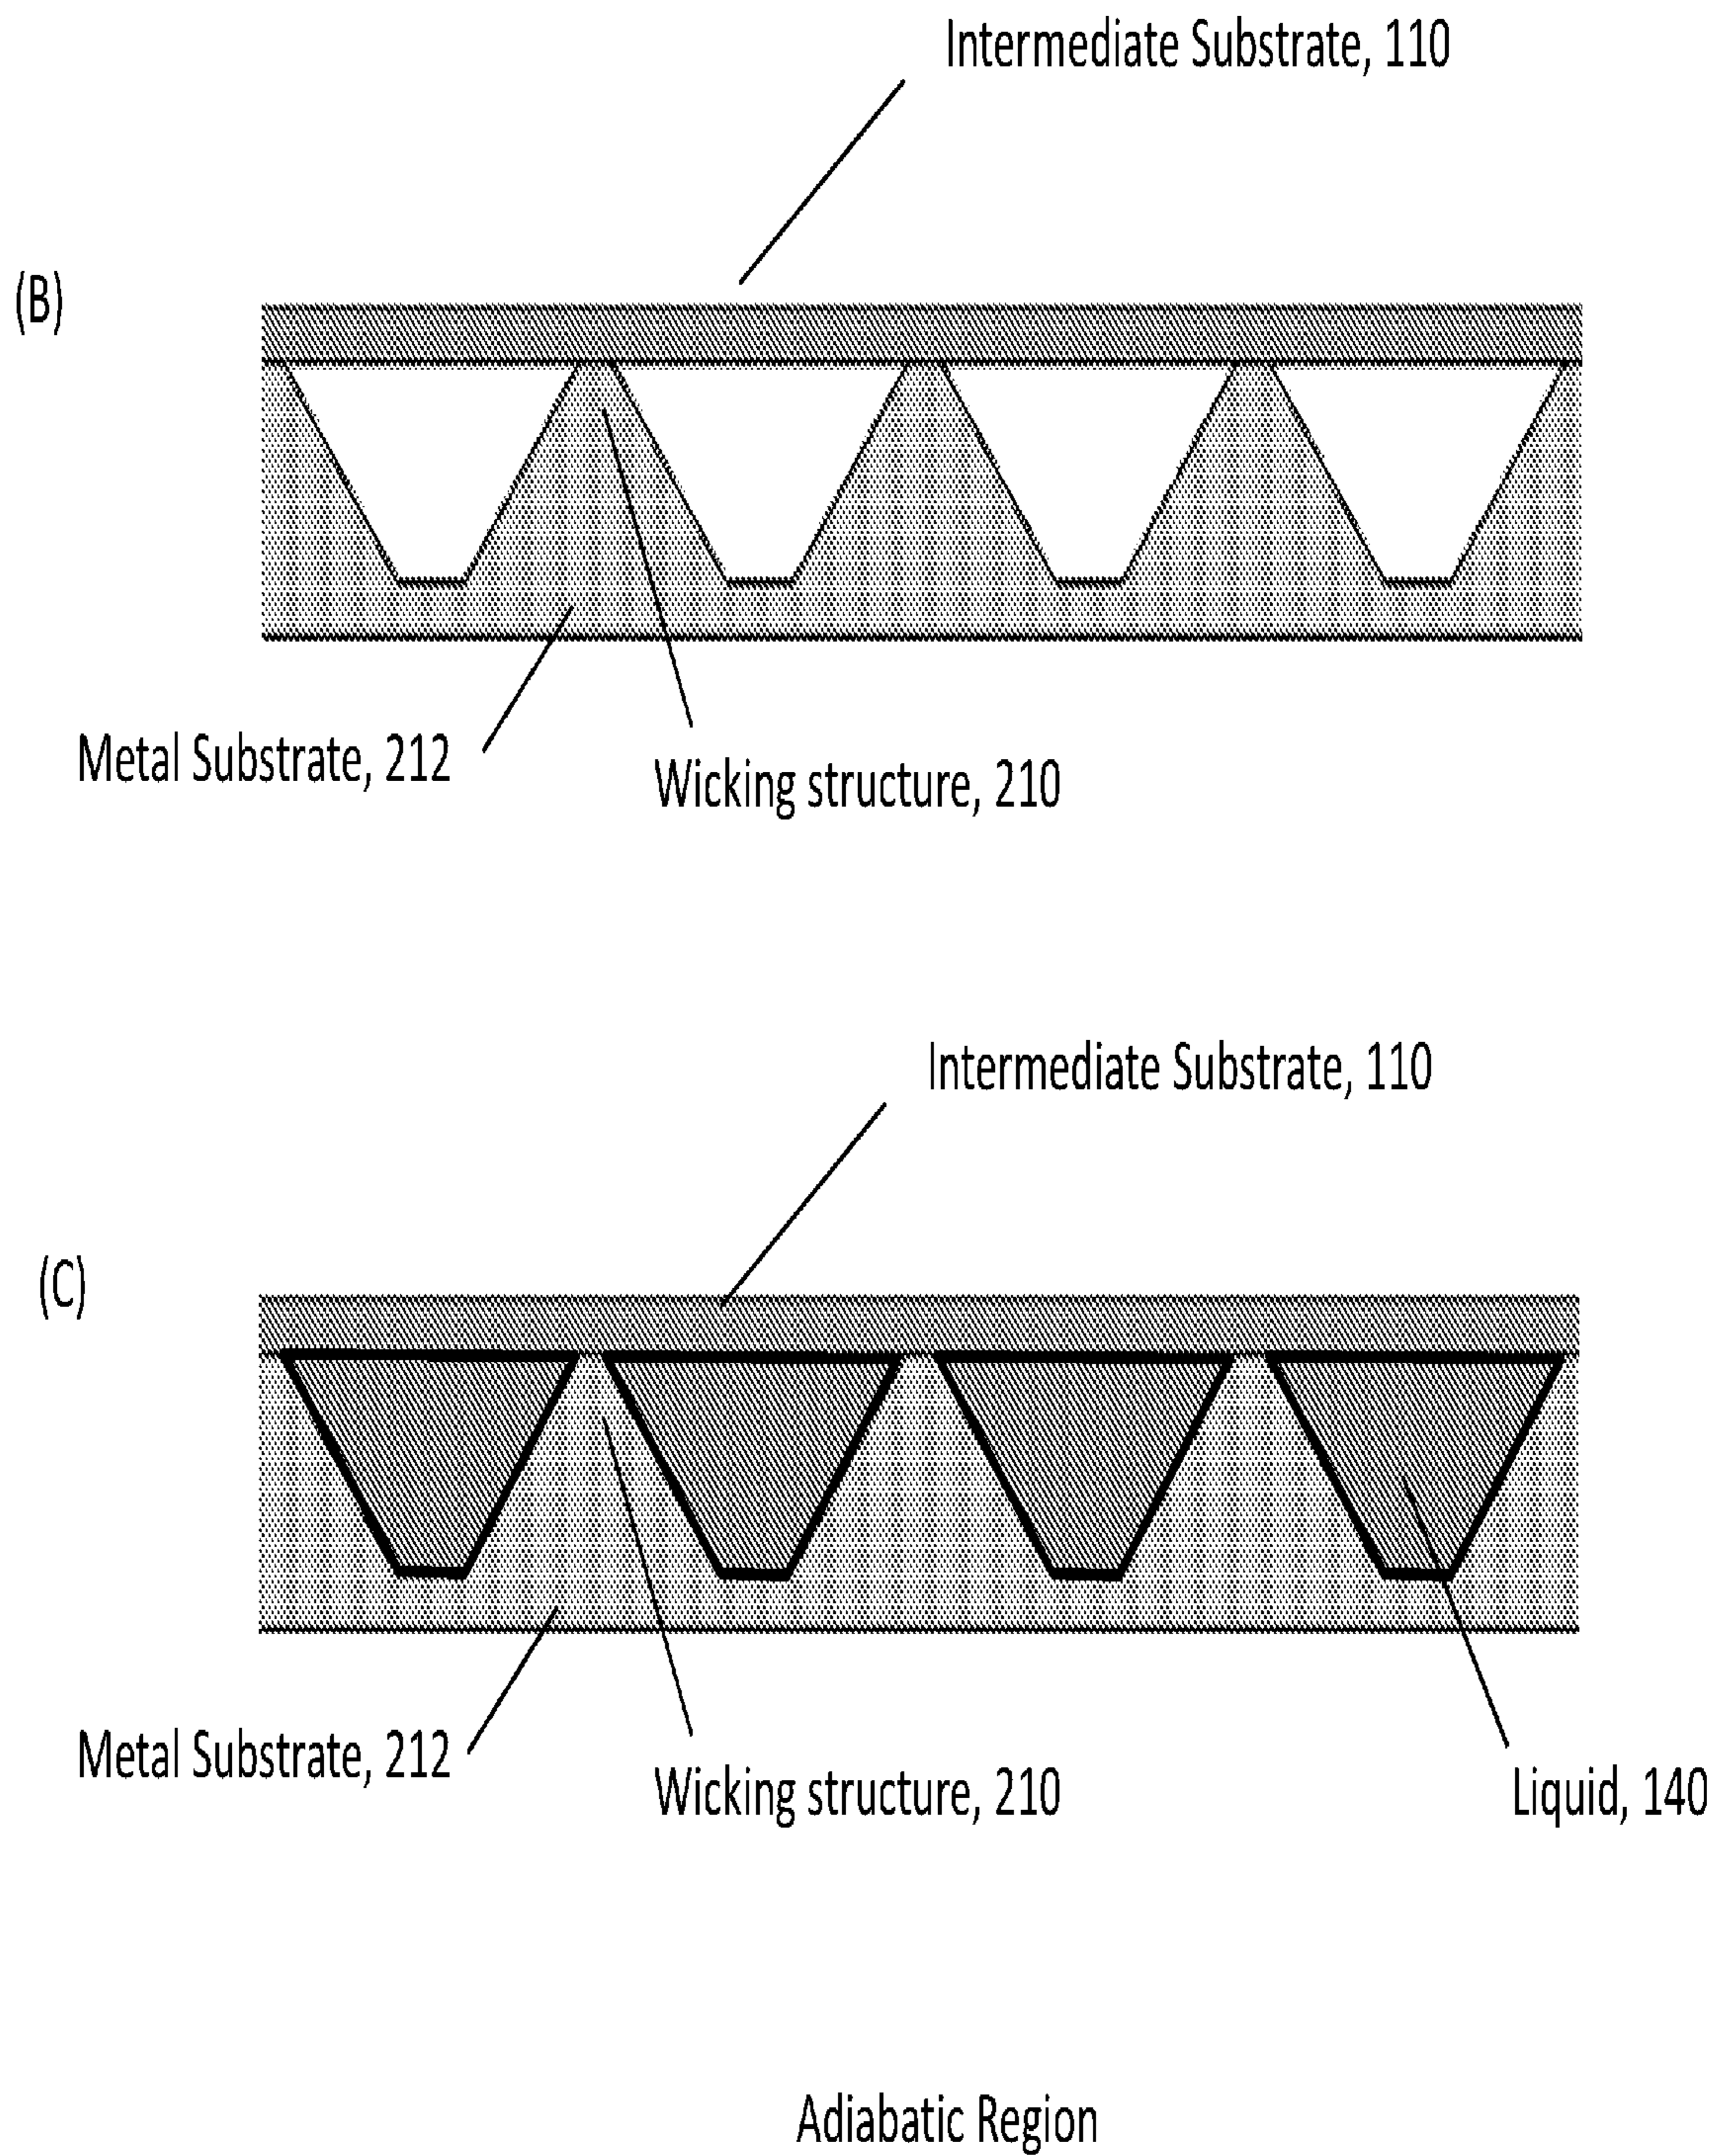 Intermediate Substrate, 110
(B)
Metal Substrate, 212
Wicking structure, 210
Intermediate Substrate, 110
(C)
Metal Substrate, 212
Wicking structure, 210
Liquid, 140
Adiabatic Region